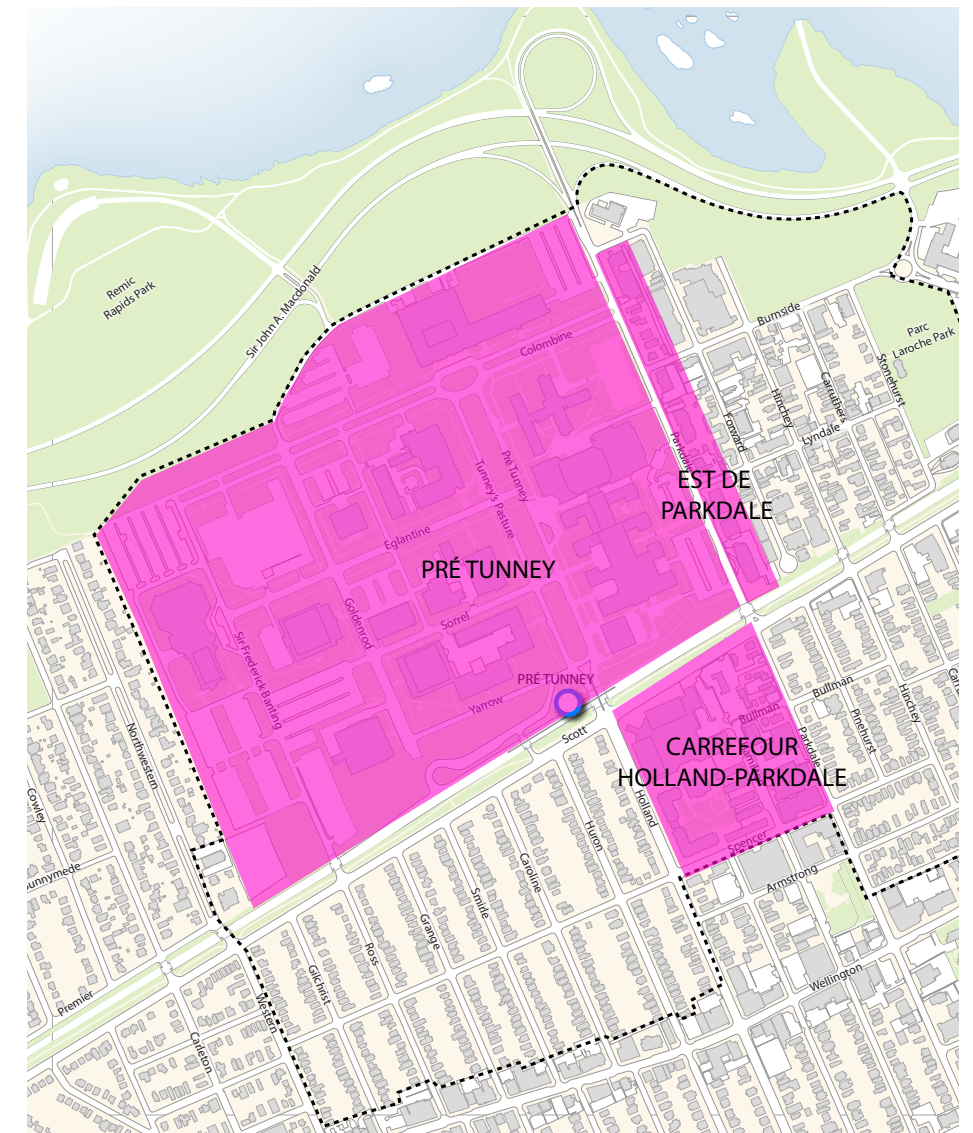 Remic
Rapids Park
Sir John A. Macdonald
Burnside
Parc
Laroche Park
Stonehurst
Carruthers
Hinchey
Lyndale
Forward
Colombine
Parkdale
EST DE
PARKDALE
Pré Tunney
Tunney's Pasture
Eglantine
PRÉ TUNNEY
Goldenrod
Sorrel
Sir Frederick Banting
PRÉ TUNNEY
Yarrow
Scott
Bullman
Bullman
Hinchey
Pinehurst
Parkdale
CARREFOUR
HOLLAND-PARKDALE
Holland
Spencer
Armstrong
Northwestern
Cowley
Huron
Caroline
Smirle
Grange
Ross
Gilchrist
Western
Wellington
Premier
Carleton